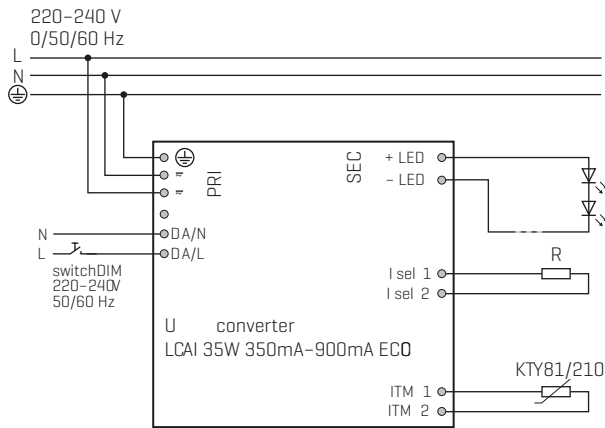 220–240 V
0/50/60 Hz
L
N
PRI
SEC
+ LED
– LED
N
DA/N
L
DA/L
switchDIM
220–240V
50/60 Hz
I sel 1
I sel 2
R
U converter
LCAI 35W 350mA–900mA ECO
KTY81/210
ITM 1
ITM 2